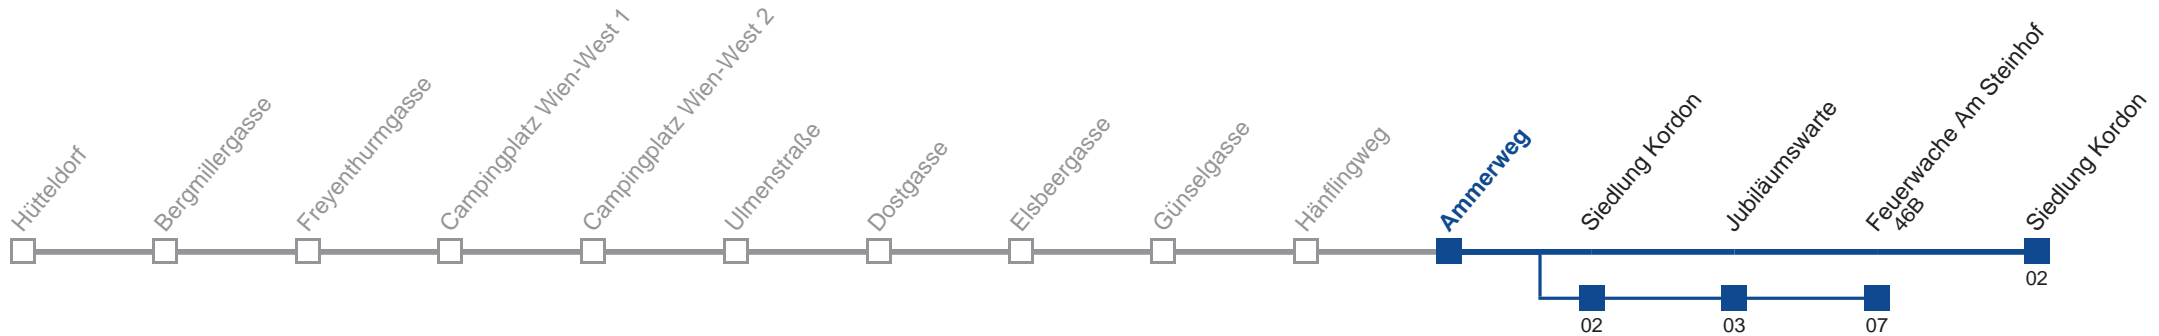 Hütteldorf
Bergmillergasse
Freyenthurmgasse
Campingplatz Wien-West 1
Campingplatz Wien-West 2
Ulmenstraße
Dostgasse
Elsbeergasse
Günselgasse
Hänflingweg
Ammerweg
Siedlung Kordon
Jubiläumswarte
Feuerwache Am Steinhof
46B
Siedlung Kordon
02
02
03
07